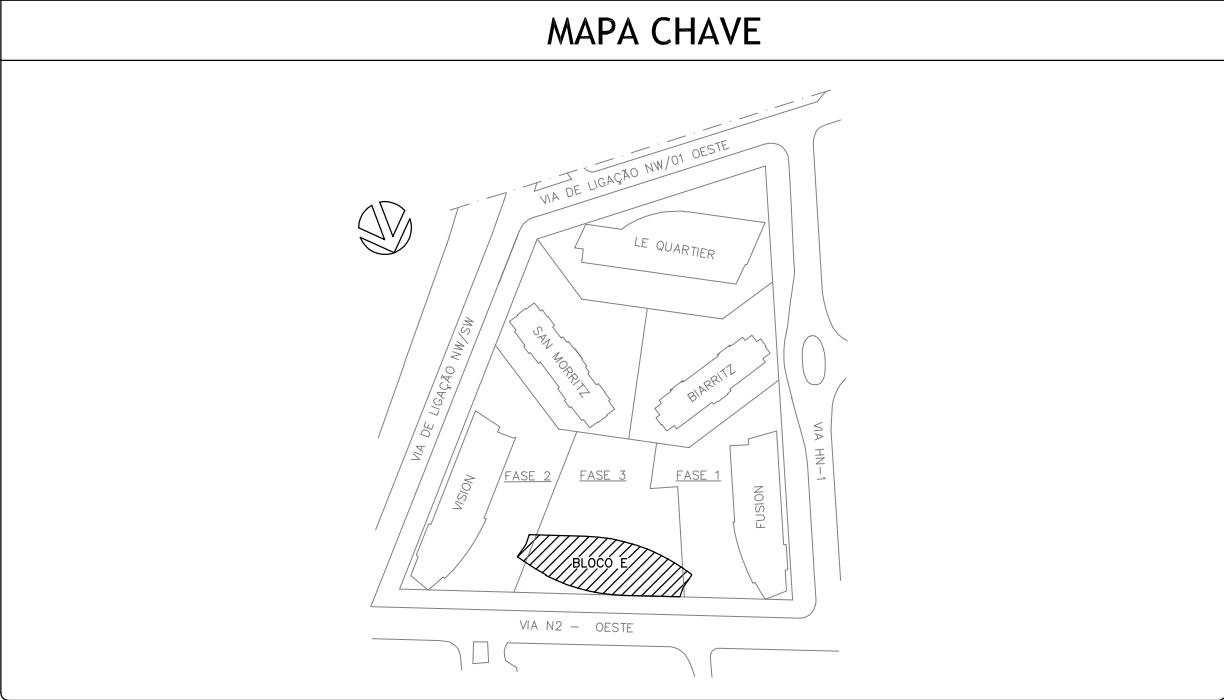 MAPA CHAVE
VIA DE LIGAÇÃO NW/01 OESTE
LE QUARTIER
VIA DE LIGAÇÃO NW/SW
SAN MORRITZ
BIARRITZ
VIA HN-1
FASE 2
FASE 3
FASE 1
VISION
FUSION
BLOCO E
VIA N2 - OESTE